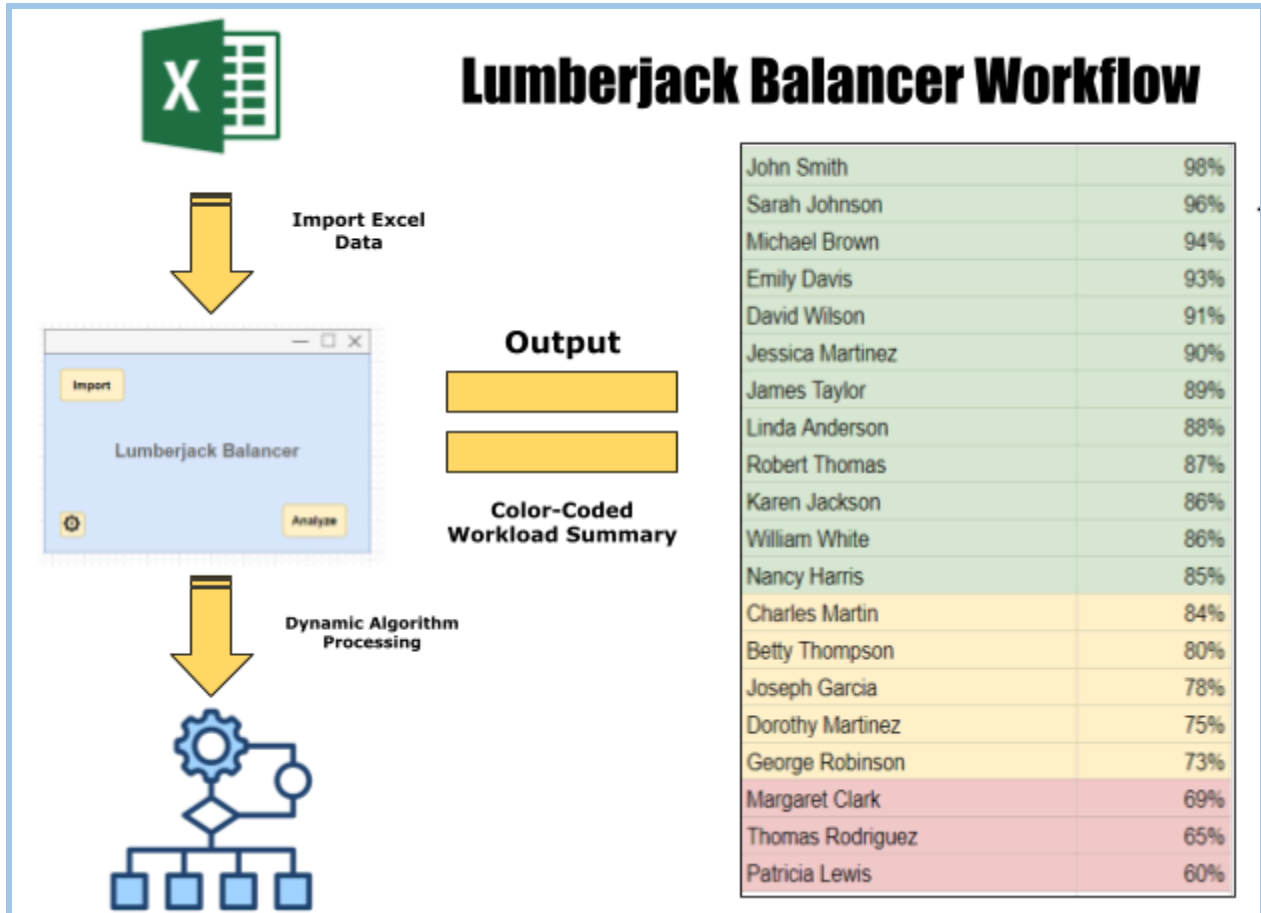 X
Lumberjack Balancer Workflow
Import Excel
Data
Import
Lumberjack Balancer
Analyze
Dynamic Algorithm
Processing
Output
Color-Coded
Workload Summary
John Smith 98%
Sarah Johnson 96%
Michael Brown 94%
Emily Davis 93%
David Wilson 91%
Jessica Martinez 90%
James Taylor 89%
Linda Anderson 88%
Robert Thomas 87%
Karen Jackson 86%
William White 86%
Nancy Harris 85%
Charles Martin 84%
Betty Thompson 80%
Joseph Garcia 78%
Dorothy Martinez 75%
George Robinson 73%
Margaret Clark 69%
Thomas Rodriguez 65%
Patricia Lewis 60%